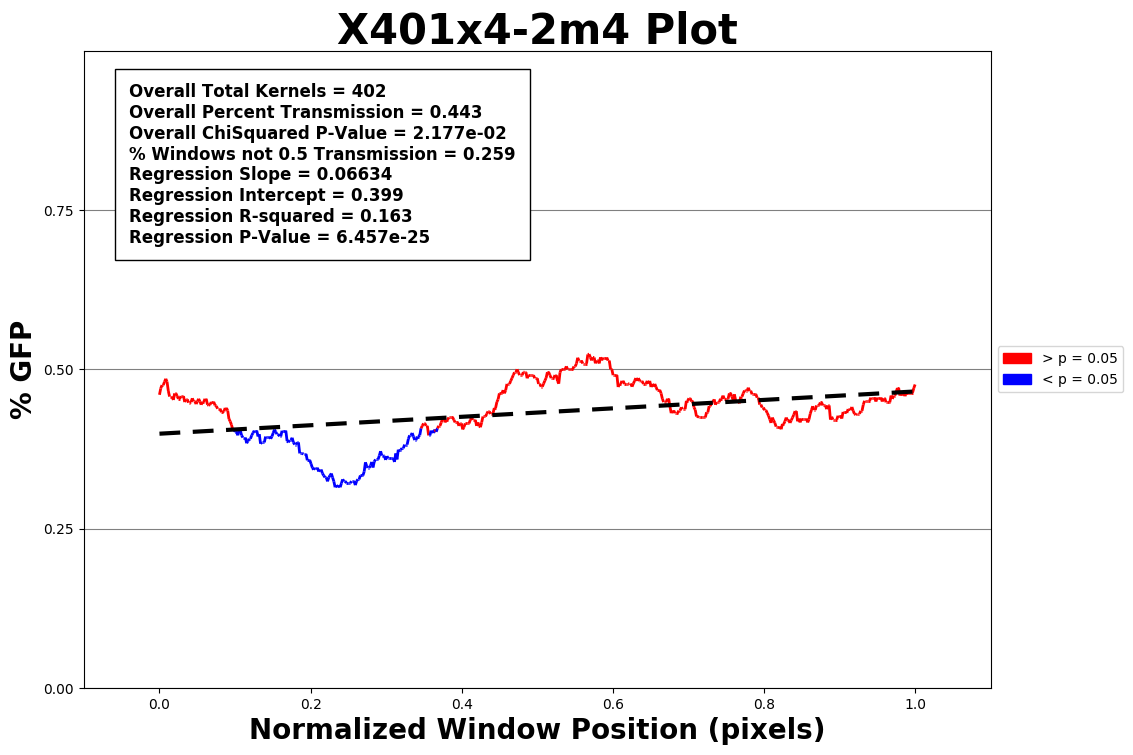 X401x4-2m4 Plot
Overall Total Kernels = 402
Overall Percent Transmission = 0.443
Overall ChiSquared P-Value = 2.177e-02
% Windows not 0.5 Transmission = 0.259
Regression Slope = 0.06634
Regression Intercept = 0.399
Regression R-squared = 0.163
Regression P-Value = 6.457e-25
% GFP
0.75
0.50
0.25
0.00
> p = 0.05
< p = 0.05
0.0 0.2 0.4 0.6 0.8 1.0
Normalized Window Position (pixels)